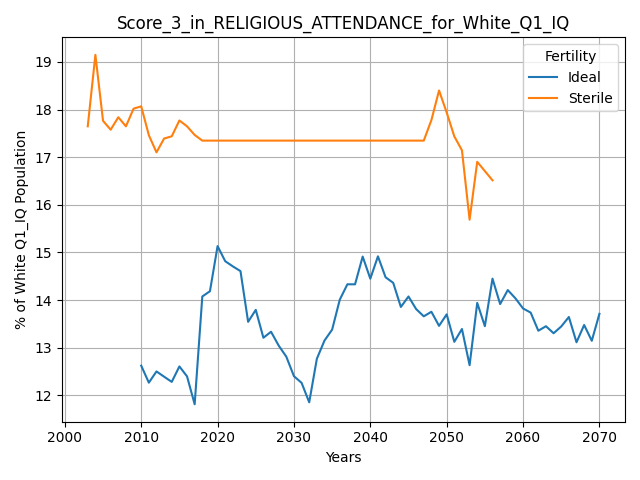 Score_3_in_RELIGIOUS_ATTENDANCE_for_White_Q1_IQ
Fertility
Ideal
Sterile
% of White Q1_IQ Population
19
18
17
16
15
14
13
12
2000 2010 2020 2030 2040 2050 2060 2070
Years